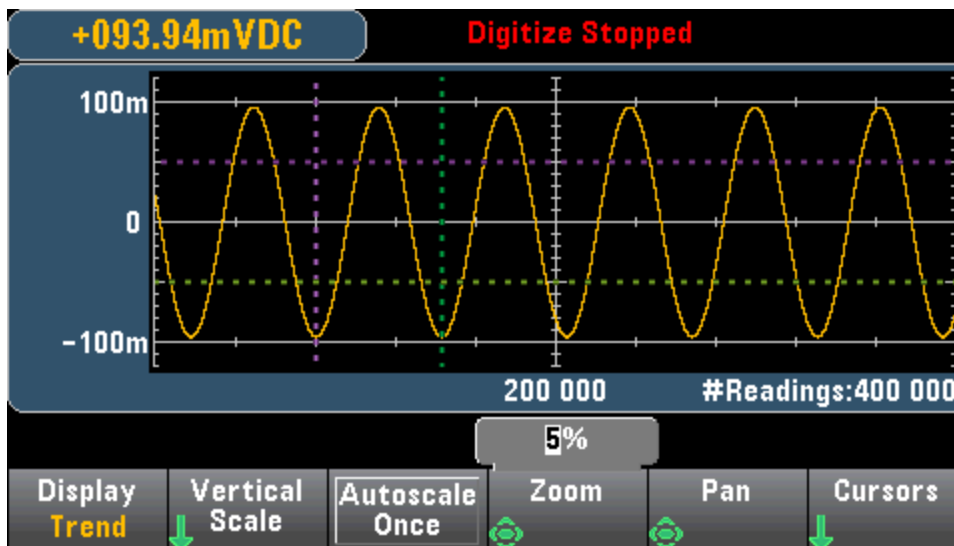 +093.94mVDC
Digitize Stopped
100m
0
-100m
200 000
#Readings:400 000
5%
Display
Trend
Vertical
Scale
Autoscale
Once
Zoom
Pan
Cursors